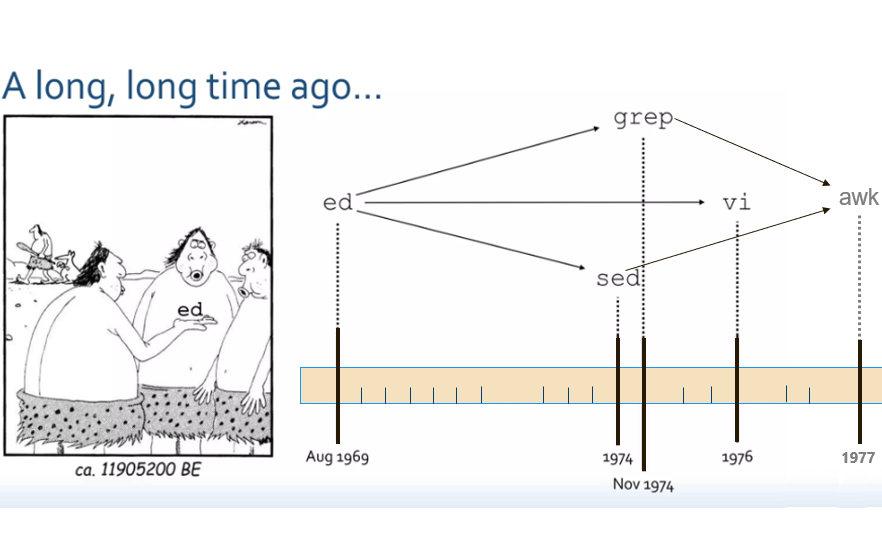 A long, long time ago...
grep
ed
vi
awk
sed
ed
Aug 1969
1974
1976
1977
Nov 1974
ca. 11905200 BE